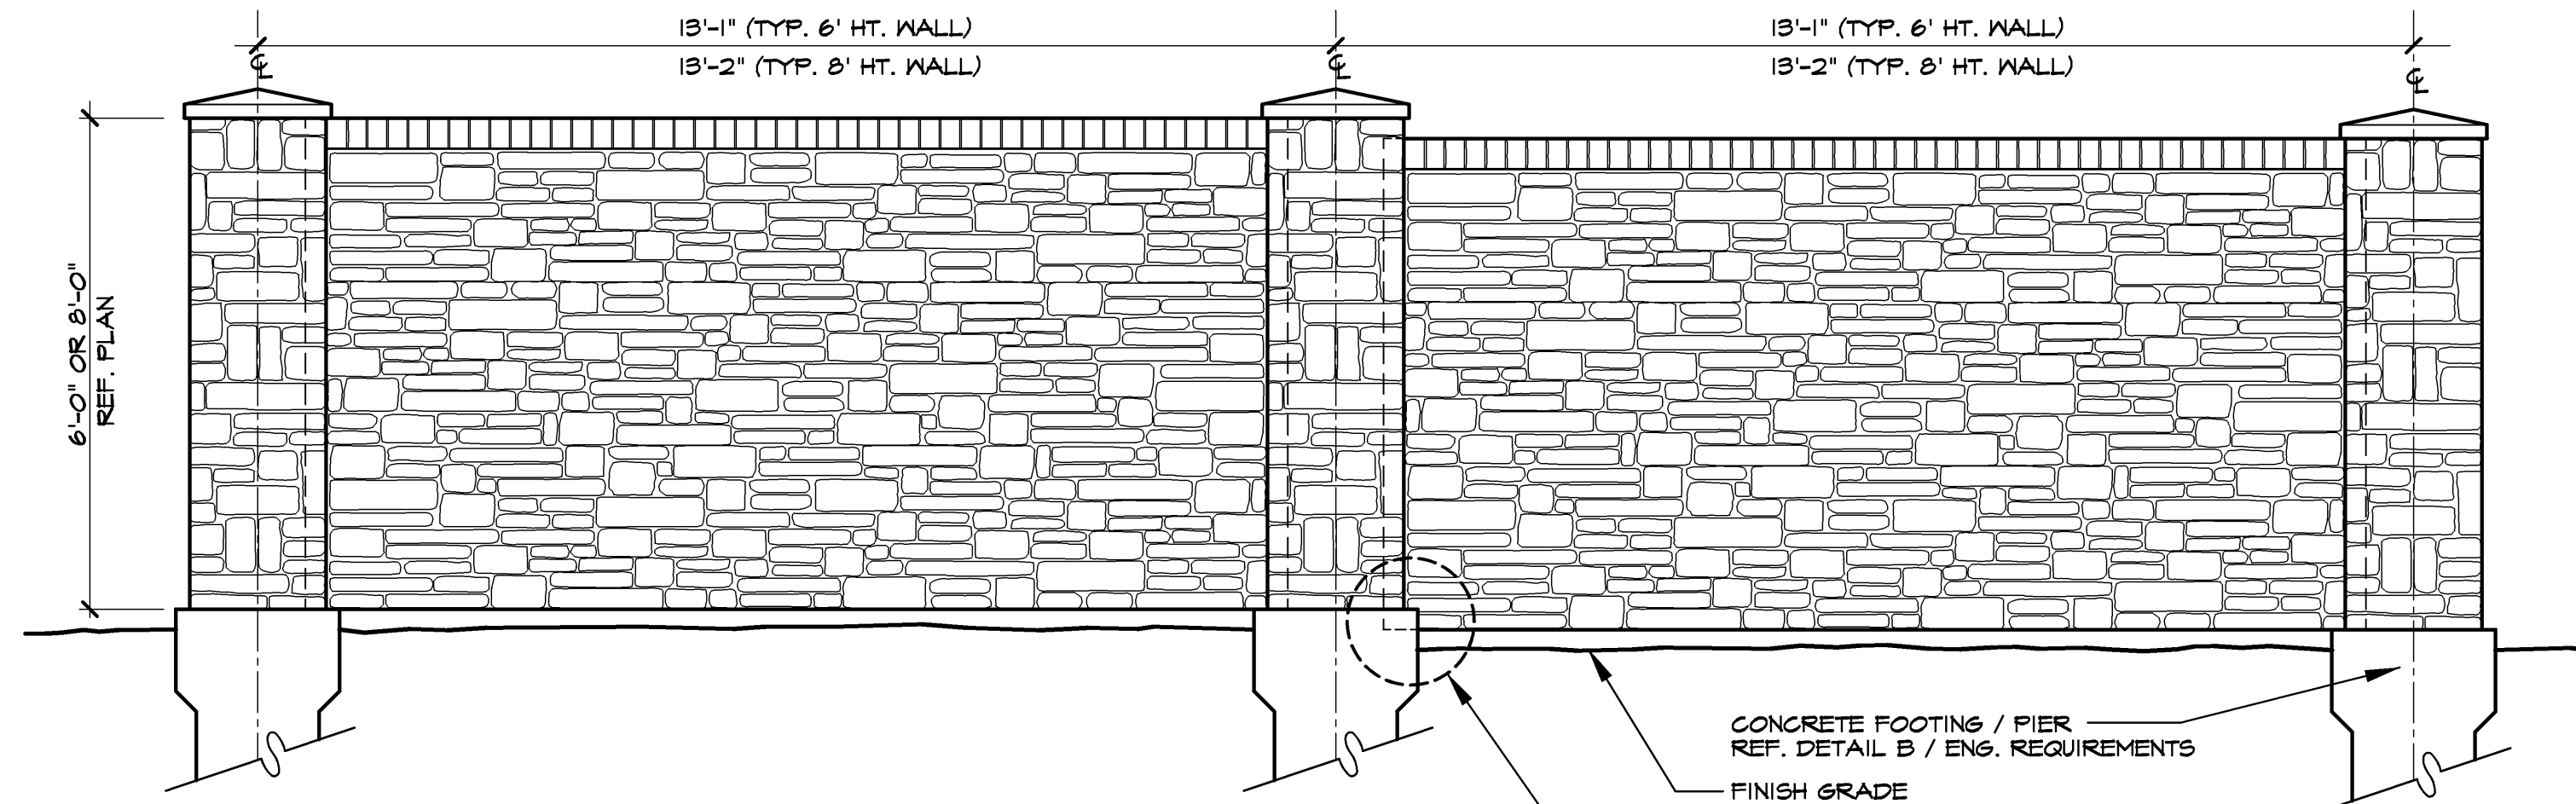 13'-1" (TYP. 6' HT. WALL)
13'-2" (TYP. 8' HT. WALL)
13'-1" (TYP. 6' HT. WALL)
13'-2" (TYP. 8' HT. WALL)
℄
℄
℄
6'-0" OR 8'-0"
REF. PLAN
CONCRETE FOOTING / PIER
REF. DETAIL B / ENG. REQUIREMENTS
FINISH GRADE